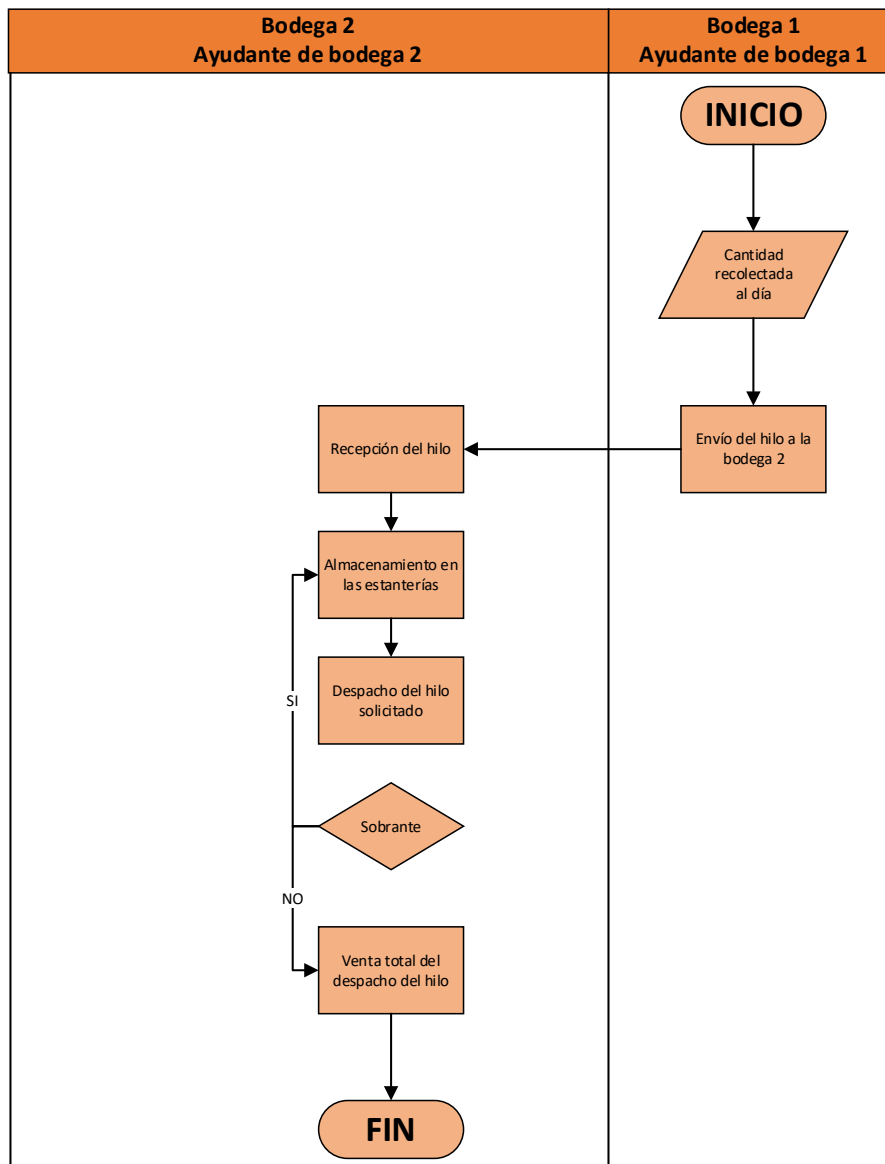 Bodega 2
Ayudante de bodega 2
Bodega 1
Ayudante de bodega 1
INICIO
Cantidad
recolectada
al día
Envío del hilo a la
bodega 2
Recepción del hilo
Almacenamiento en
las estanterías
Despacho del hilo
solicitado
SI
Sobrante
NO
Venta total del
despacho del hilo
FIN